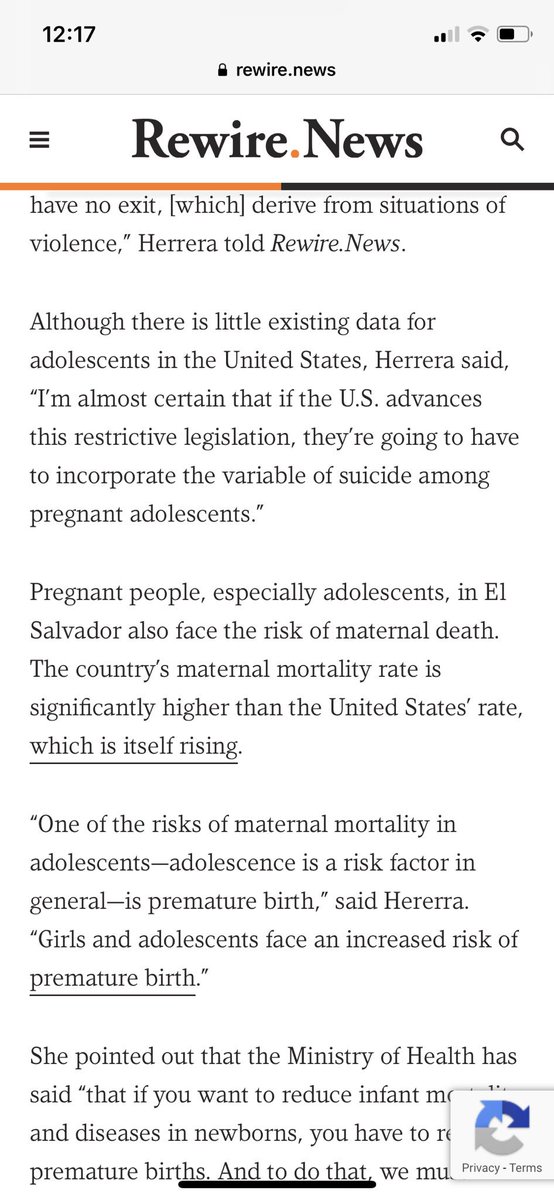 12:17
rewire.news
Rewire.News
have no exit, [which] derive from situations of
violence,” Herrera told Rewire.News.
Although there is little existing data for
adolescents in the United States, Herrera said,
“I’m almost certain that if the U.S. advances
this restrictive legislation, they’re going to have
to incorporate the variable of suicide among
pregnant adolescents.”
Pregnant people, especially adolescents, in El
Salvador also face the risk of maternal death.
The country’s maternal mortality rate is
significantly higher than the United States’ rate,
which is itself rising.
“One of the risks of maternal mortality in
adolescents—adolescence is a risk factor in
general—is premature birth,” said Hererra.
“Girls and adolescents face an increased risk of
premature birth.”
She pointed out that the Ministry of Health has
said “that if you want to reduce infant
and diseases in newborns, you have to
premature births. And to do that, we
Privacy - Terms